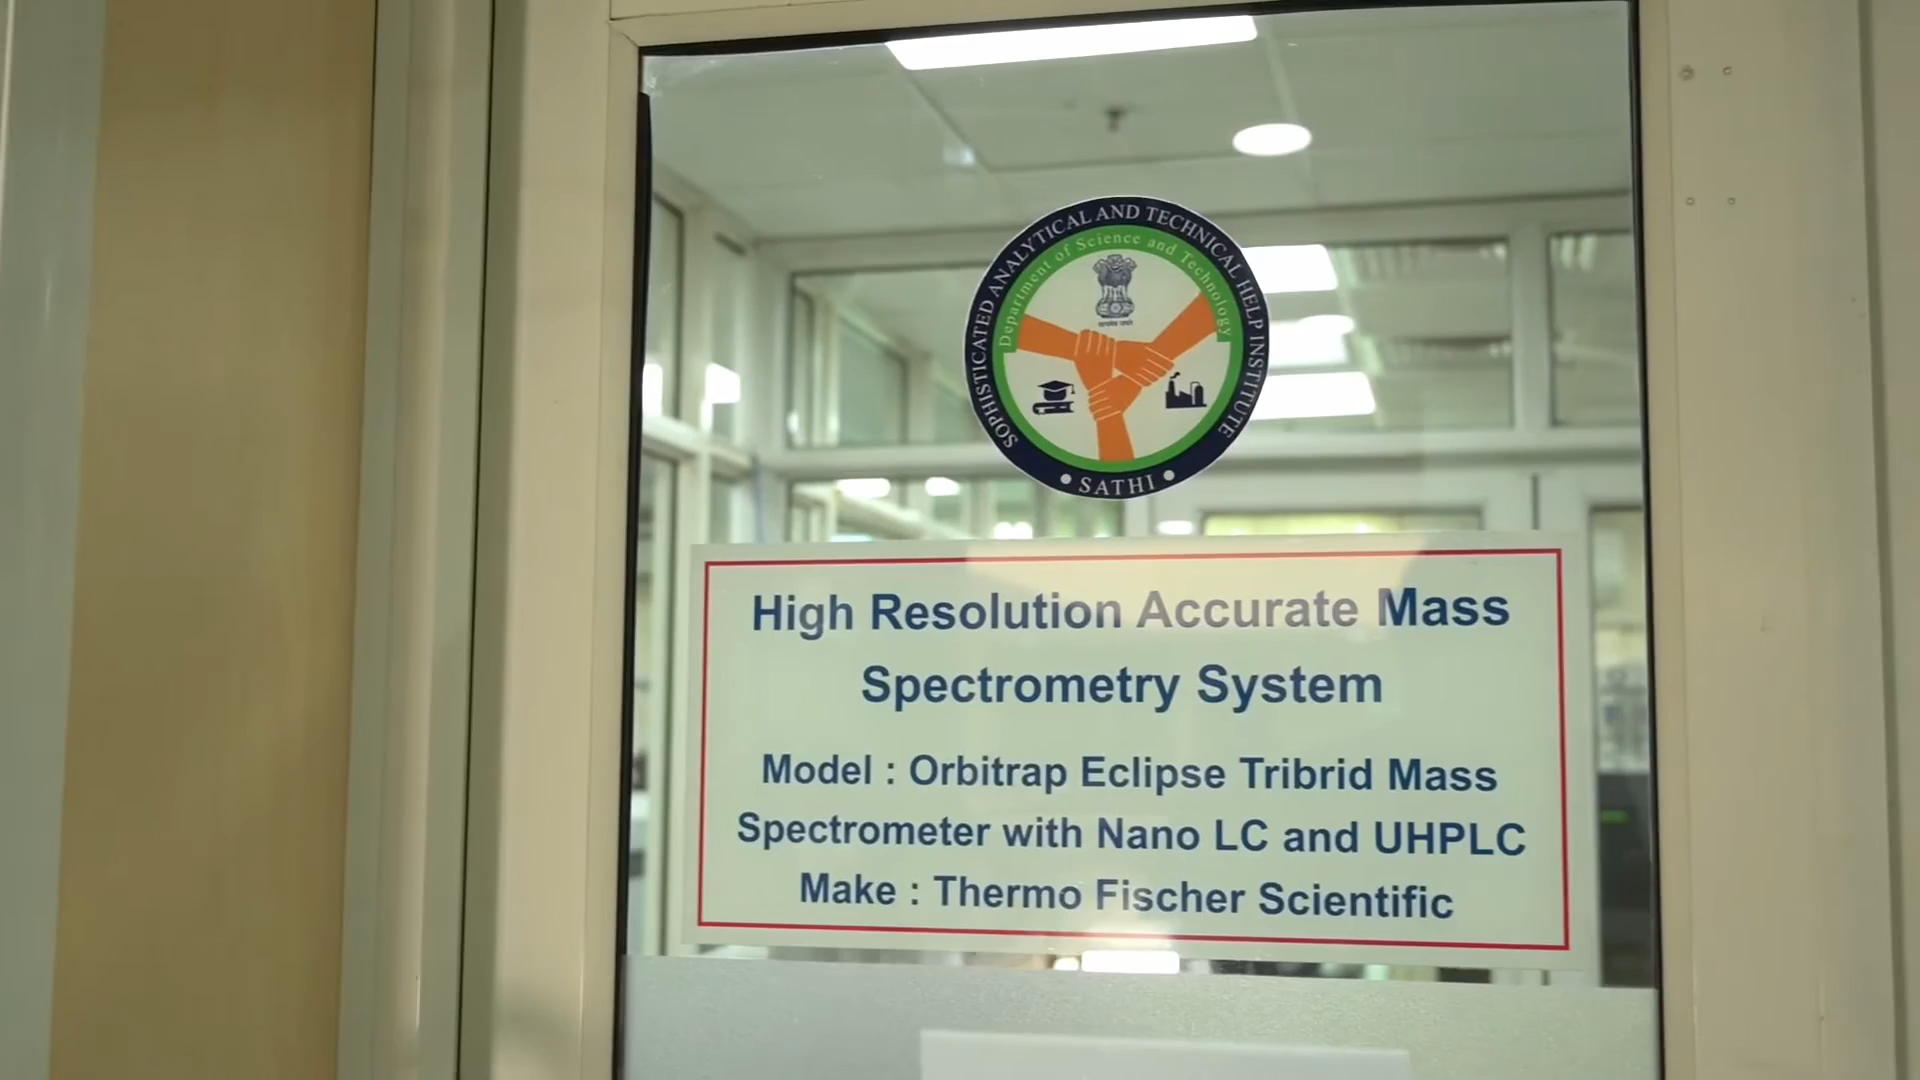 SOPHISTICATED ANALYTICAL AND TECHNICAL HELP INSTITUTE
Department of Science and Technology
• SATHI •
High Resolution Accurate Mass
Spectrometry System
Model : Orbitrap Eclipse Tribrid Mass
Spectrometer with Nano LC and UHPLC
Make : Thermo Fischer Scientific